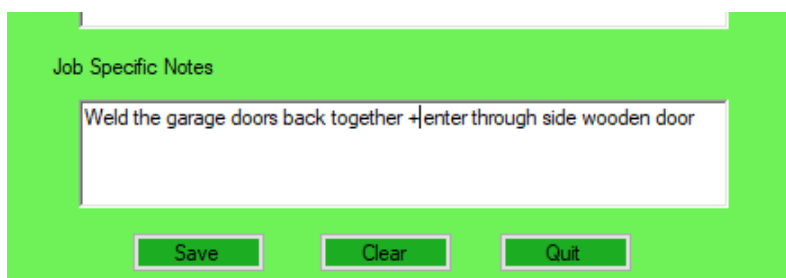 Job Specific Notes
Weld the garage doors back together + enter through side wooden door
Save Clear Quit